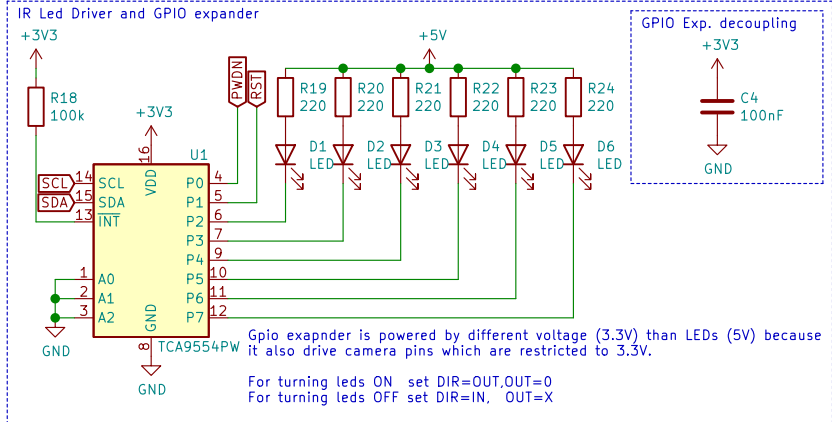 IR Led Driver and GPIO expander
GPIO Exp. decoupling
+3V3
+5V
+3V3
R18
100k
PWDN
RST
R19
220
R20
220
R21
220
R22
220
R23
220
R24
220
C4
100nF
+3V3
U1
D1
LED
D2
LED
D3
LED
D4
LED
D5
LED
D6
LED
GND
16
VDD
SCL 14 SCL
SDA 15 SDA
13 INT
P0 4
P1 5
P2 6
P3 7
P4 9
P5 10
P6 11
P7 12
1 A0
2 A1
3 A2
GND
8
GND
TCA9554PW
GND
Gpio exapnder is powered by different voltage (3.3V) than LEDs (5V) because
it also drive camera pins which are restricted to 3.3V.
For turning leds ON set DIR=OUT,OUT=0
For turning leds OFF set DIR=IN, OUT=X